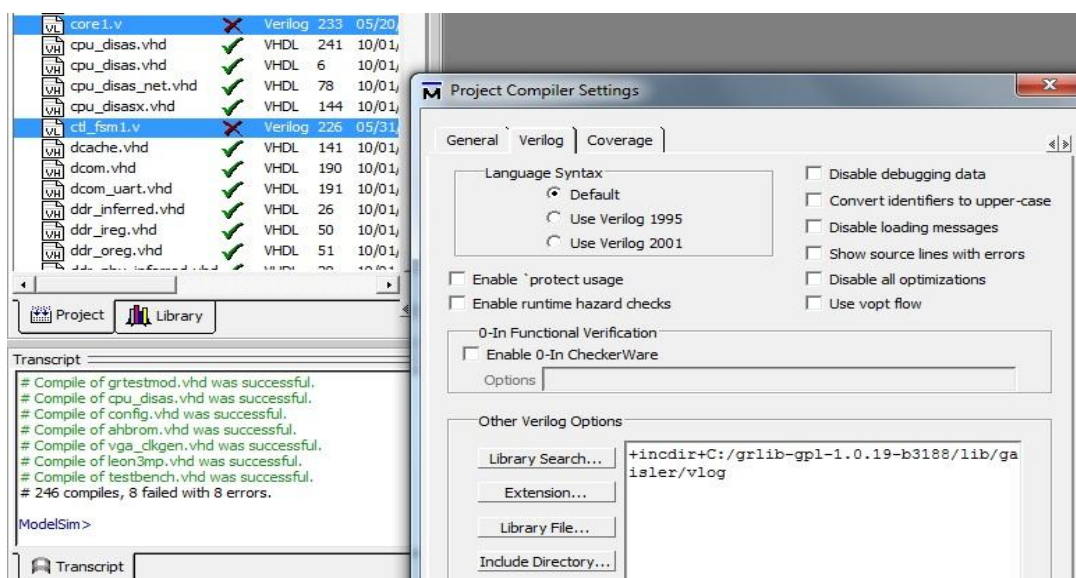 core1.v Verilog 233 05/20,
cpu_disas.vhd VHDL 241 10/01/
cpu_disas.vhd VHDL 6 10/01/
cpu_disas_net.vhd VHDL 78 10/01/
cpu_disasx.vhd VHDL 144 10/01/
ctl_fsm1.v Verilog 226 05/31/
dcache.vhd VHDL 141 10/01/
dcom.vhd VHDL 190 10/01/
dcom_uart.vhd VHDL 191 10/01/
ddr_inferred.vhd VHDL 26 10/01/
ddr_ireg.vhd VHDL 50 10/01/
ddr_oreg.vhd VHDL 51 10/01/
Project Library
Transcript
# Compile of grtestmod.vhd was successful.
# Compile of cpu_disas.vhd was successful.
# Compile of config.vhd was successful.
# Compile of ahbrom.vhd was successful.
# Compile of vga_clkgen.vhd was successful.
# Compile of leon3mp.vhd was successful.
# Compile of testbench.vhd was successful.
# 246 compiles, 8 failed with 8 errors.
ModelSim>
Transcript
Project Compiler Settings
General Verilog Coverage
Language Syntax
Default
Use Verilog 1995
Use Verilog 2001
Enable `protect usage
Enable runtime hazard checks
Disable debugging data
Convert identifiers to upper-case
Disable loading messages
Show source lines with errors
Disable all optimizations
Use vopt flow
0-In Functional Verification
Enable 0-In CheckerWare
Options
Other Verilog Options
Library Search...
Extension...
Library File...
Include Directory...
+incdir+C:/grlib-gpl-1.0.19-b3188/lib/ga
isler/vlog